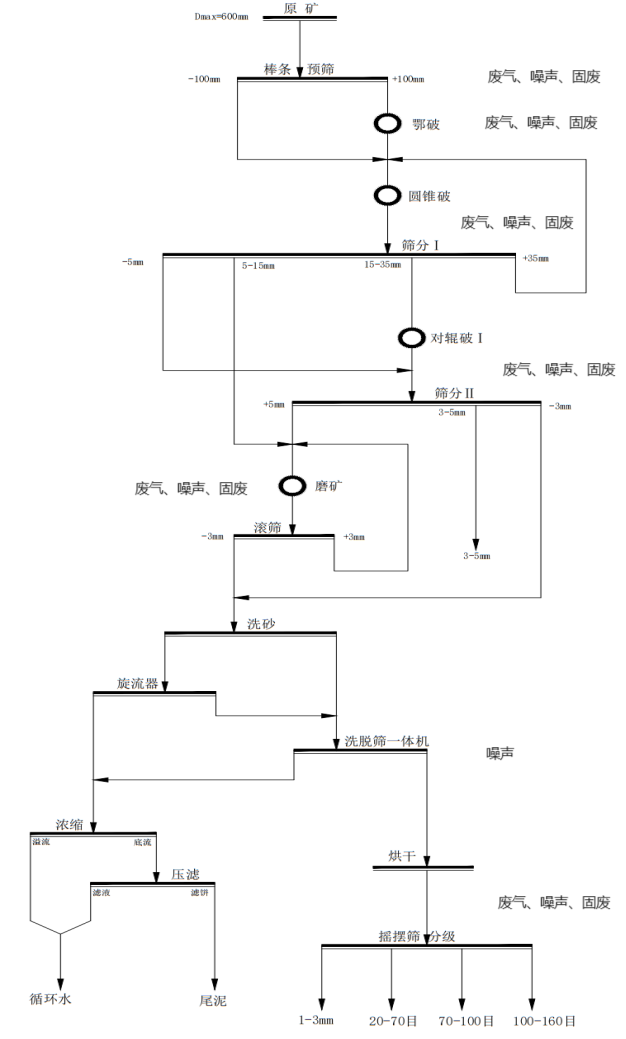 原 矿
Dmax=600mm
棒条 预筛
-100mm
+100mm
废气、噪声、固废
鄂破
废气、噪声、固废
圆锥破
废气、噪声、固废
筛分 I
-5mm
5-15mm
15-35mm
+35mm
对辊破 I
废气、噪声、固废
筛分 II
+5mm
3-5mm
-3mm
磨矿
废气、噪声、固废
滚筛
-3mm
+3mm
3-5mm
洗砂
旋流器
洗脱筛一体机
噪声
浓缩
溢流
底流
烘干
压滤
滤液
滤饼
废气、噪声、固废
摇摆筛 分级
循环水
尾泥
1-3mm
20-70目
70-100目
100-160目